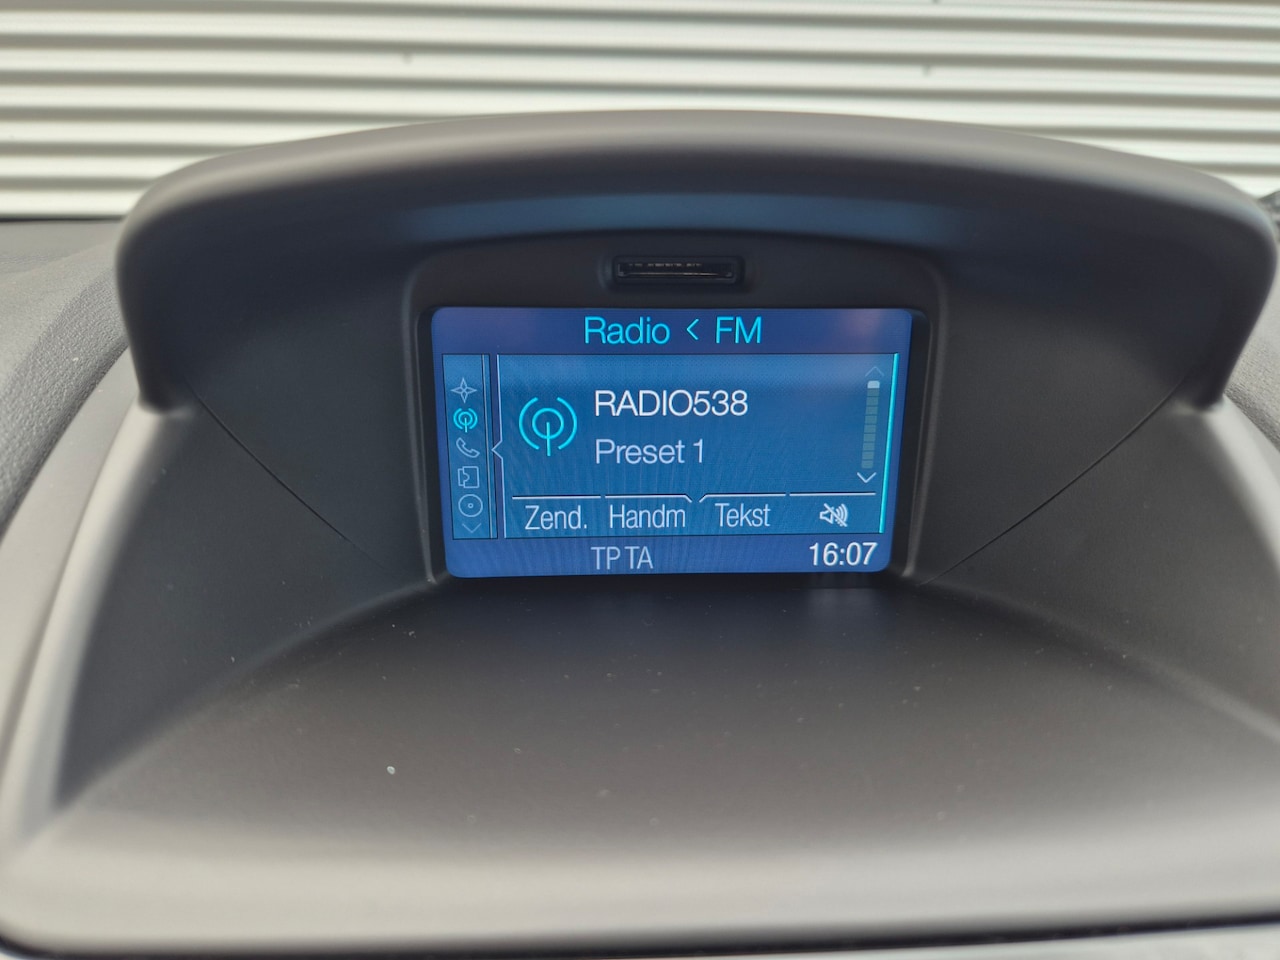 Radio < FM
RADIO538
Preset 1
Zend. Handm Tekst
TP TA 16:07